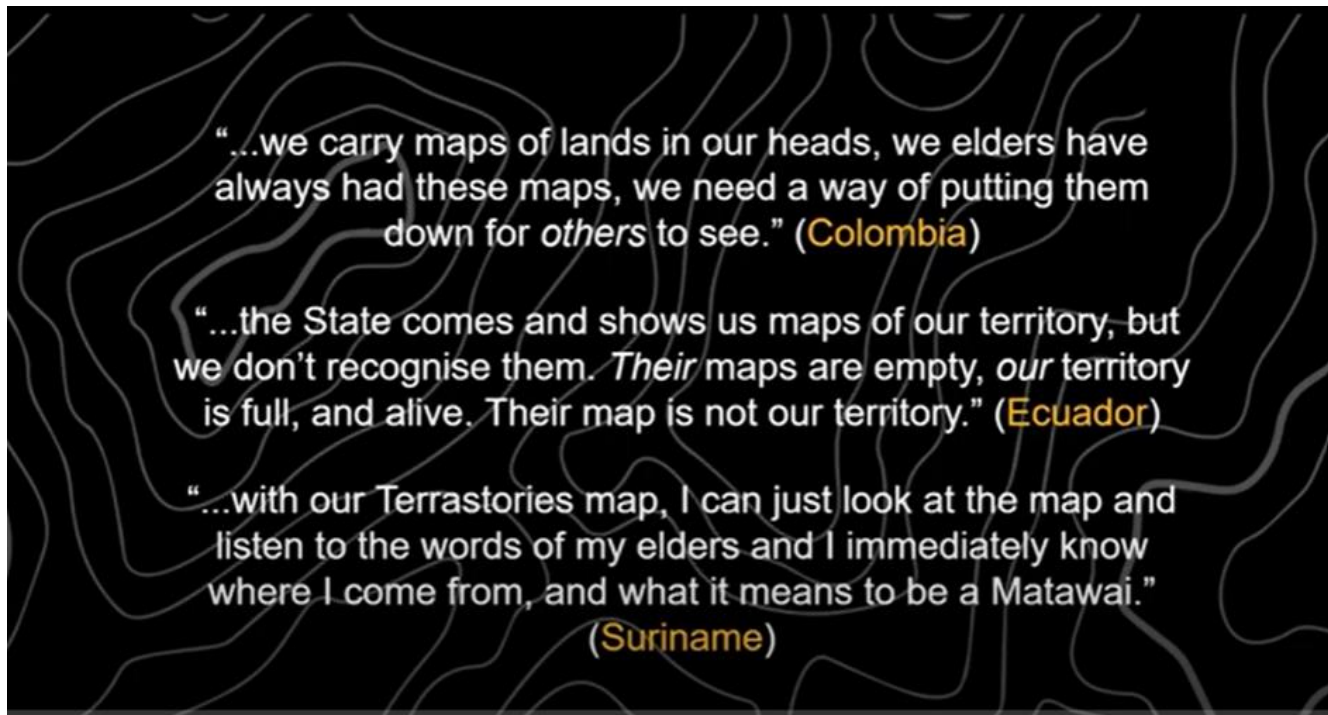 “...we carry maps of lands in our heads, we elders have
always had these maps, we need a way of putting them
down for others to see.” (Colombia)
“...the State comes and shows us maps of our territory, but
we don’t recognise them. Their maps are empty, our territory
is full, and alive. Their map is not our territory.” (Ecuador)
“...with our Terrastories map, I can just look at the map and
listen to the words of my elders and I immediately know
where I come from, and what it means to be a Matawai.”
(Suriname)